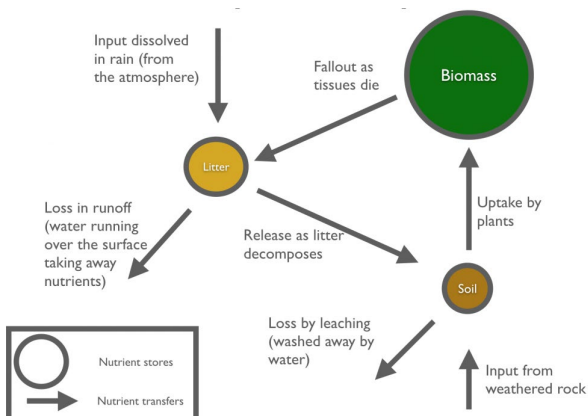 Input dissolved
in rain (from
the atmosphere)
Fallout as
tissues die
Biomass
Litter
Loss in runoff
(water running
over the surface
taking away
nutrients)
Release as litter
decomposes
Uptake by
plants
Soil
Loss by leaching
(washed away by
water)
Input from
weathered rock
Nutrient stores
Nutrient transfers